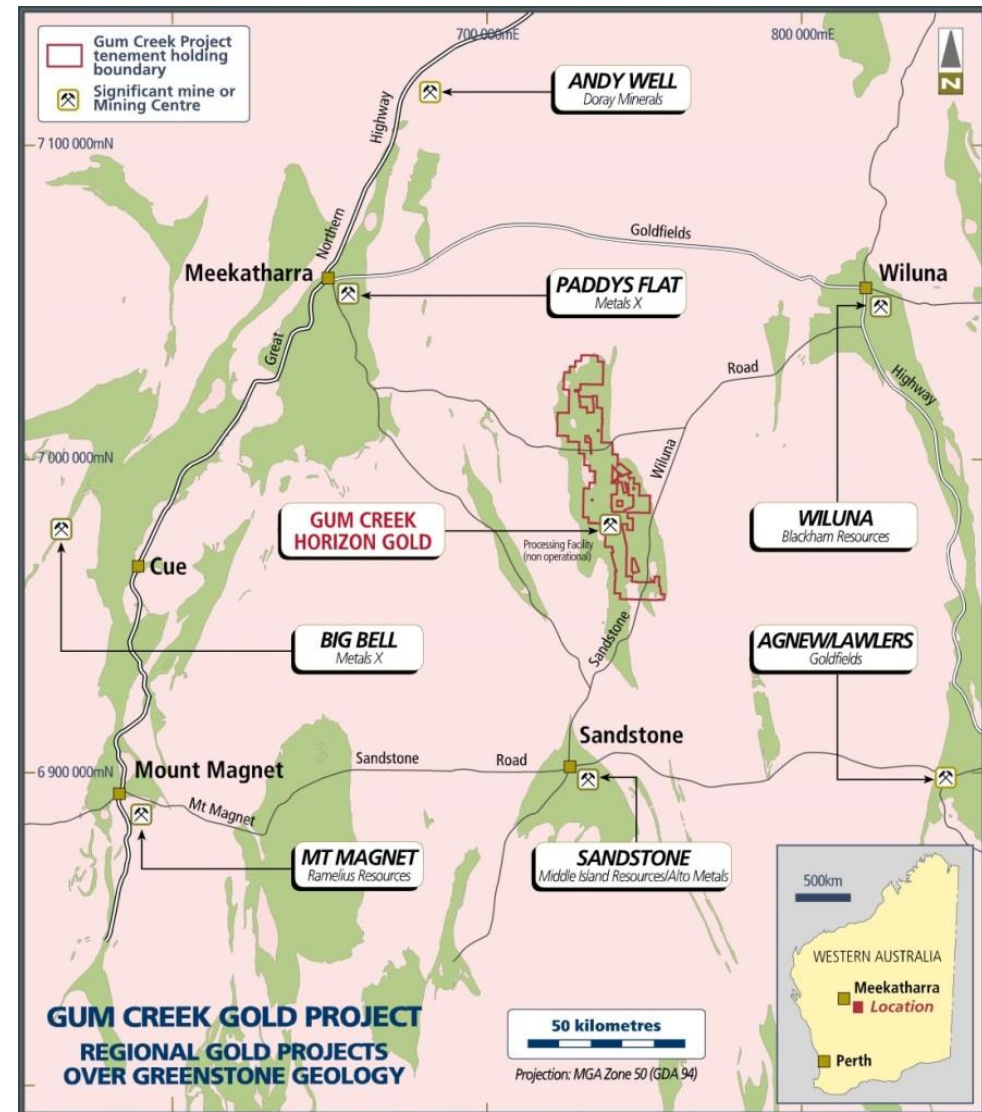 Gum Creek Project
tenement holding
boundary
Significant mine or
Mining Centre
700 000mE
800 000mE
N
ANDY WELL
Doray Minerals
Highway
7 100 000mN
Northern
Goldfields
Meekatharra
PADDYS FLAT
Metals X
Wiluna
Great
Road
Highway
7 000 000mN
Wiluna
GUM CREEK
HORIZON GOLD
Processing Facility
(non operational)
WILUNA
Blackham Resources
Cue
BIG BELL
Metals X
Sandstone
AGNEW/LAWLERS
Goldfields
Sandstone
6 900 000mN
Mount Magnet
Sandstone
Road
Mt Magnet
MT MAGNET
Ramelius Resources
SANDSTONE
Middle Island Resources/Alto Metals
500km
WESTERN AUSTRALIA
Meekatharra
Location
Perth
GUM CREEK GOLD PROJECT
REGIONAL GOLD PROJECTS
OVER GREENSTONE GEOLOGY
50 kilometres
Projection: MGA Zone 50 (GDA 94)